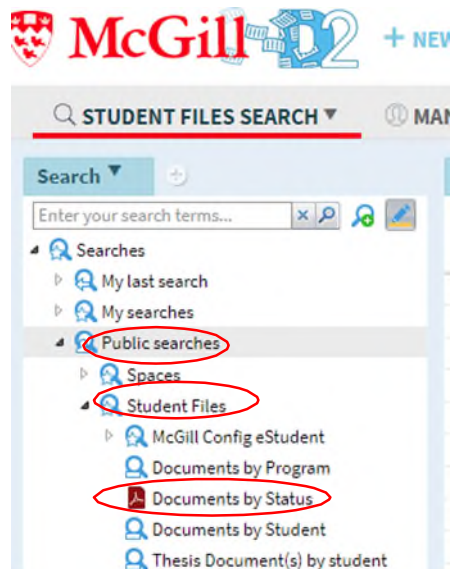 McGill D2 + NEW
STUDENT FILES SEARCH ▼ MAN
Search ▼
Enter your search terms...
Searches
My last search
My searches
Public searches
Spaces
Student Files
McGill Config eStudent
Documents by Program
Documents by Status
Documents by Student
Thesis Document(s) by student